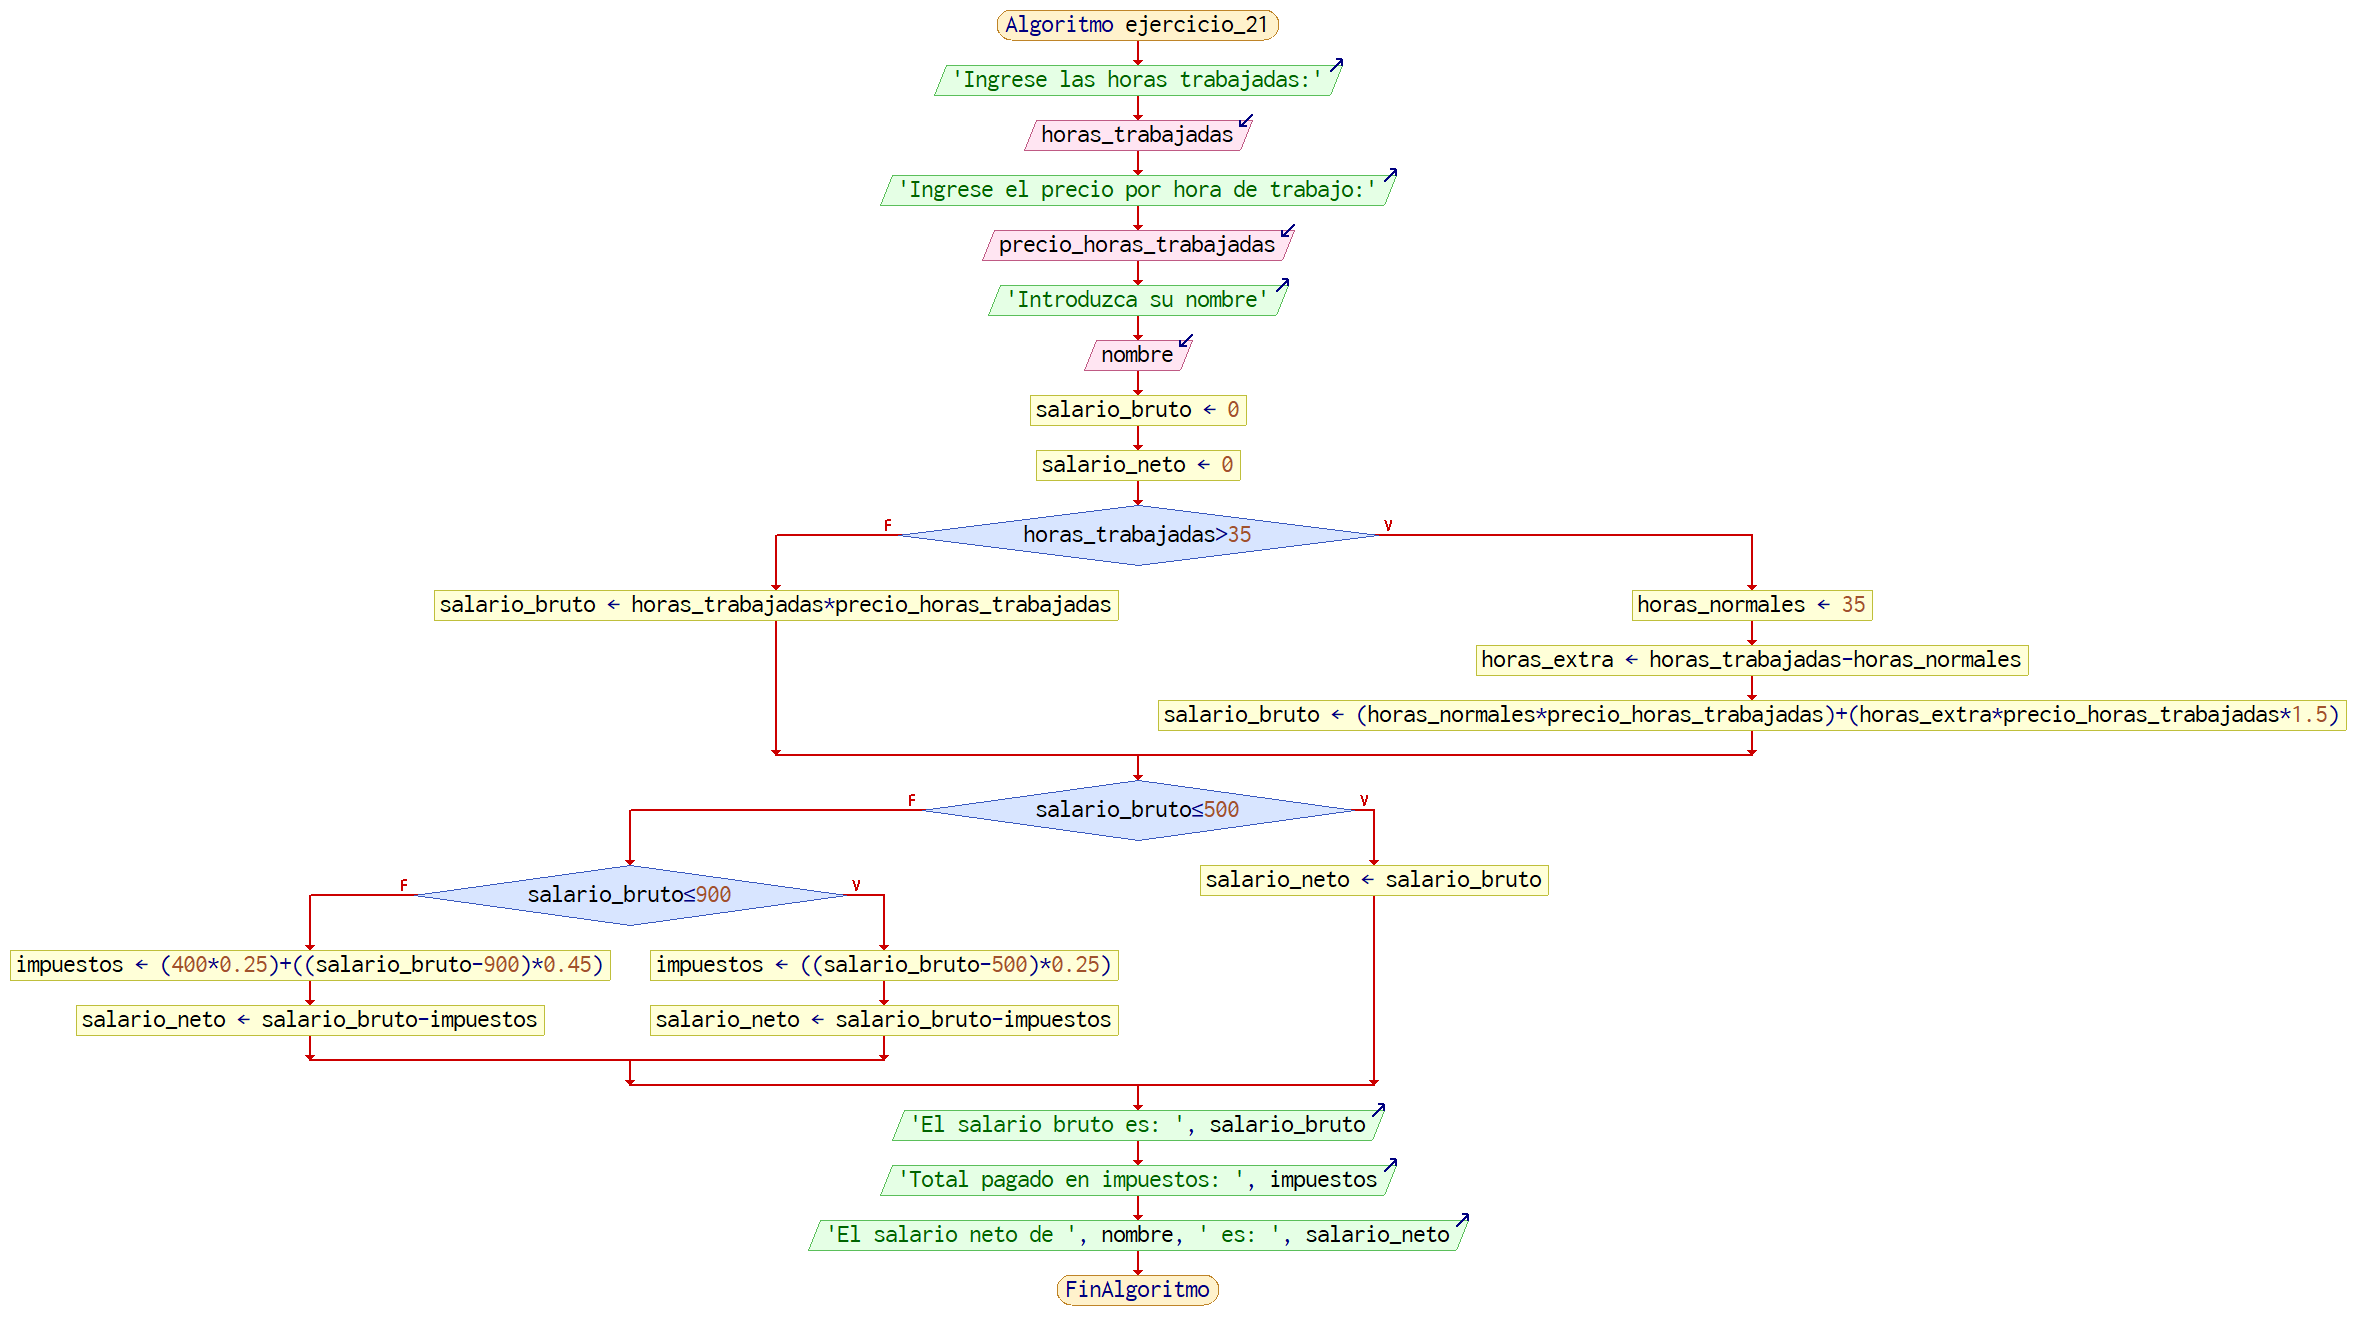 Algoritmo ejercicio_21
'Ingrese las horas trabajadas:'
horas_trabajadas
'Ingrese el precio por hora de trabajo:'
precio_horas_trabajadas
'Introduzca su nombre'
nombre
salario_bruto ← 0
salario_neto ← 0
horas_trabajadas>35
F
V
salario_bruto ← horas_trabajadas*precio_horas_trabajadas
horas_normales ← 35
horas_extra ← horas_trabajadas-horas_normales
salario_bruto ← (horas_normales*precio_horas_trabajadas)+(horas_extra*precio_horas_trabajadas*1.5)
salario_bruto≤500
F
V
salario_bruto≤900
F
V
salario_neto ← salario_bruto
impuestos ← (400*0.25)+((salario_bruto-900)*0.45)
impuestos ← ((salario_bruto-500)*0.25)
salario_neto ← salario_bruto-impuestos
salario_neto ← salario_bruto-impuestos
'El salario bruto es: ', salario_bruto
'Total pagado en impuestos: ', impuestos
'El salario neto de ', nombre, ' es: ', salario_neto
FinAlgoritmo